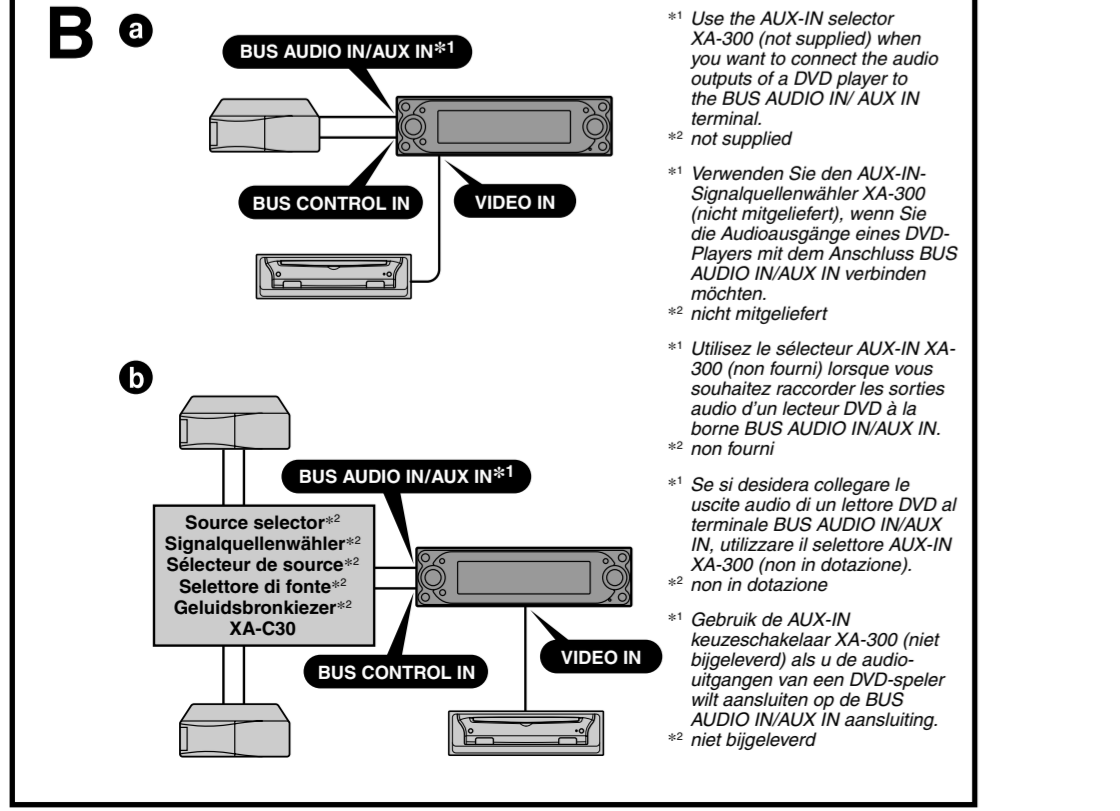 B
a
BUS AUDIO IN/AUX IN*1
BUS CONTROL IN
VIDEO IN
b
BUS AUDIO IN/AUX IN*1
Source selector*2
Signalquellenwähler*2
Sélecteur de source*2
Selettore di fonte*2
Geluidsbronkiezer*2
XA-C30
BUS CONTROL IN
VIDEO IN
*1 Use the AUX-IN selector
XA-300 (not supplied) when
you want to connect the audio
outputs of a DVD player to
the BUS AUDIO IN/ AUX IN
terminal.
*2 not supplied
*1 Verwenden Sie den AUX-IN-
Signalquellenwähler XA-300
(nicht mitgeliefert), wenn Sie
die Audioausgänge eines DVD-
Players mit dem Anschluss BUS
AUDIO IN/AUX IN verbinden
möchten.
*2 nicht mitgeliefert
*1 Utilisez le sélecteur AUX-IN XA-
300 (non fourni) lorsque vous
souhaitez raccorder les sorties
audio d'un lecteur DVD à la
borne BUS AUDIO IN/AUX IN.
*2 non fourni
*1 Se si desidera collegare le
uscite audio di un lettore DVD al
terminale BUS AUDIO IN/AUX
IN, utilizzare il selettore AUX-IN
XA-300 (non in dotazione).
*2 non in dotazione
*1 Gebruik de AUX-IN
keuzeschakelaar XA-300 (niet
bijgeleverd) als u de audio-
uitgangen van een DVD-speler
wilt aansluiten op de BUS
AUDIO IN/AUX IN aansluiting.
*2 niet bijgeleverd